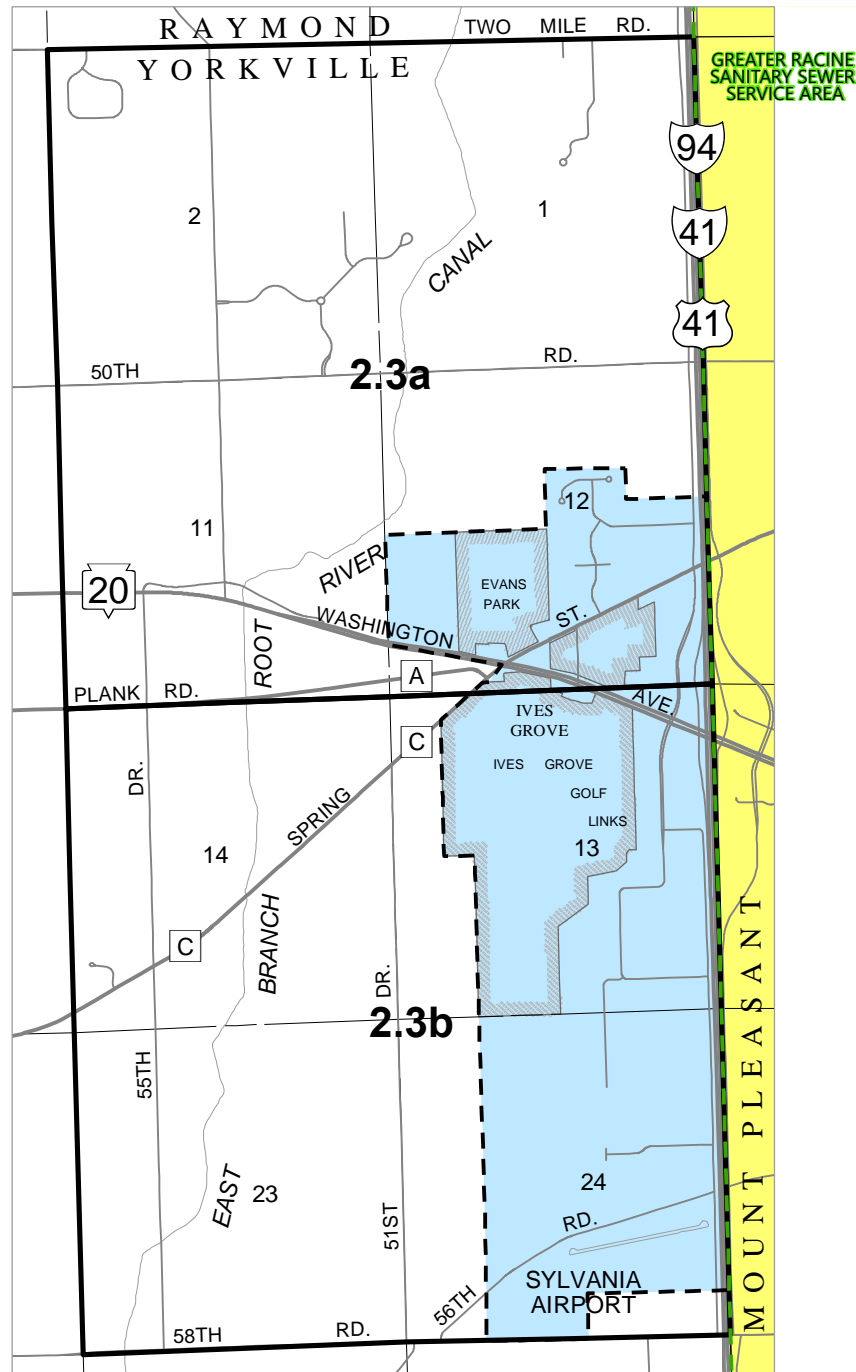 RAYMOND
TWO MILE RD.
YORKVILLE
GREATER RACINE
SANITARY SEWER
SERVICE AREA
94
2
1
41
CANAL
41
50TH
RD.
2.3a
12
11
RIVER
EVANS
PARK
20
WASHINGTON
ST.
ROOT
A
PLANK RD.
AVE.
IVES
GROVE
C
DR.
IVES GROVE
GOLF
SPRING
LINKS
14
13
C
BRANCH
DR.
2.3b
MOUNT PLEASANT
55TH
EAST
23
24
51ST
RD.
SYLVANIA
AIRPORT
56TH
58TH
RD.